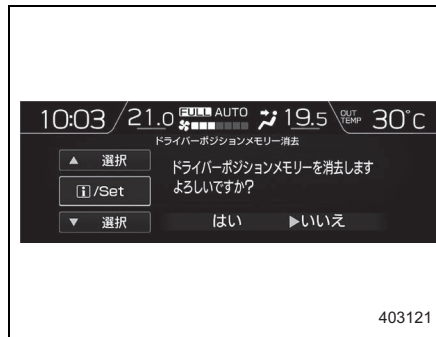 10:03 21.0 FULL AUTO 19.5 OUT TEMP 30°C
ドライバーポジションメモリー消去
▲ 選択
i/Set
▼ 選択
ドライバーポジションメモリーを消去します
よろしいですか?
はい ▶いいえ
403121